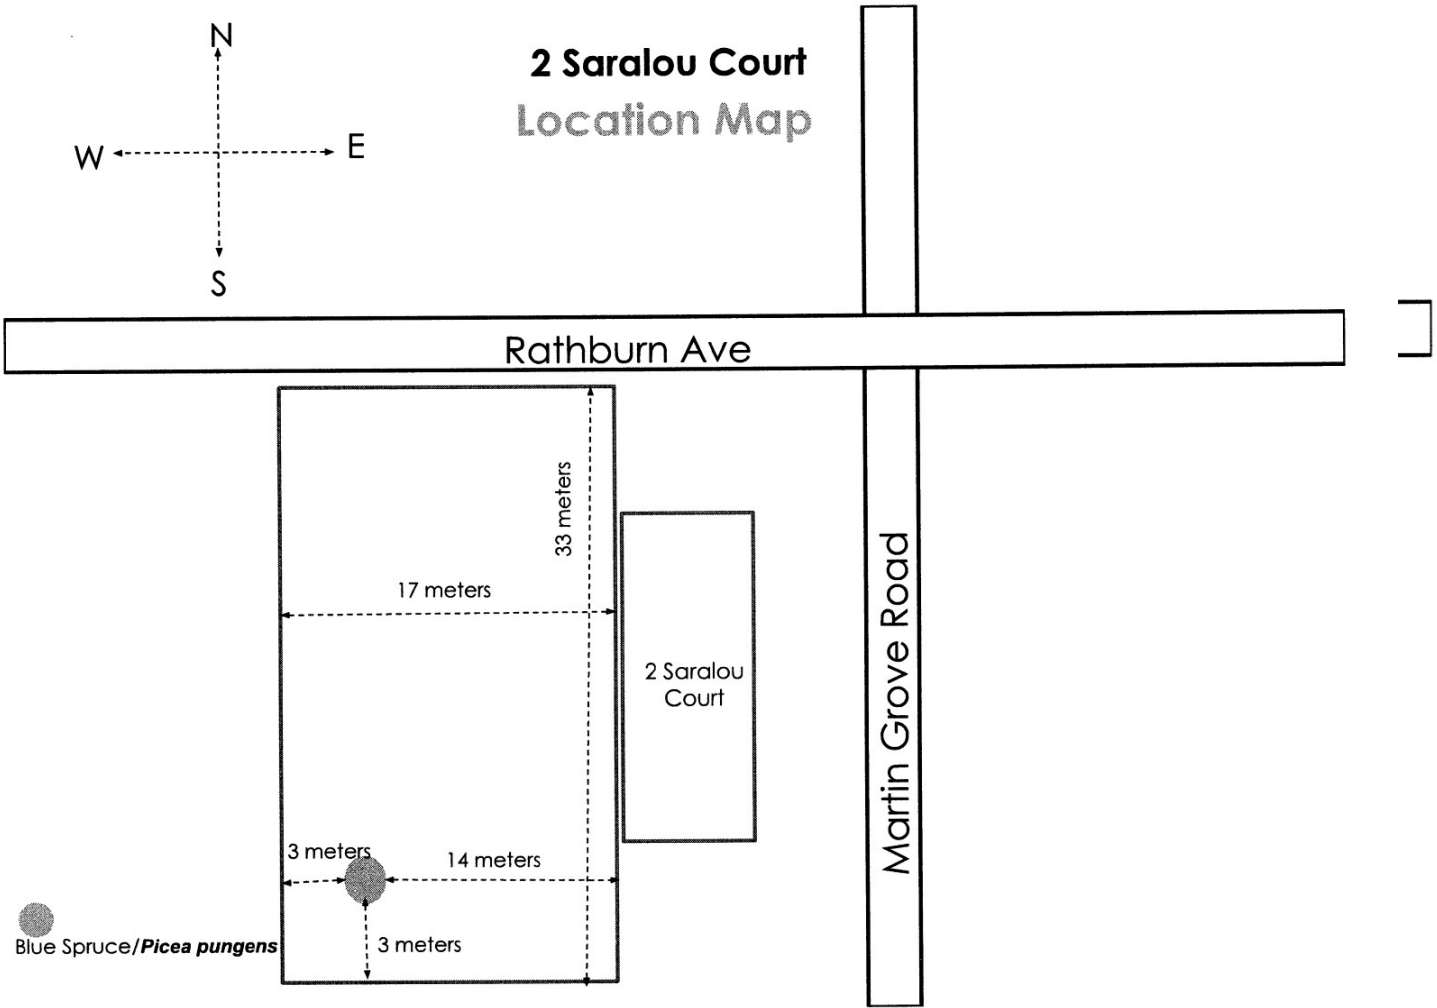 N
2 Saralou Court
Location Map
W
E
S
Rathburn Ave
33 meters
17 meters
2 Saralou
Court
Martin Grove Road
3 meters
14 meters
Blue Spruce/Picea pungens
3 meters